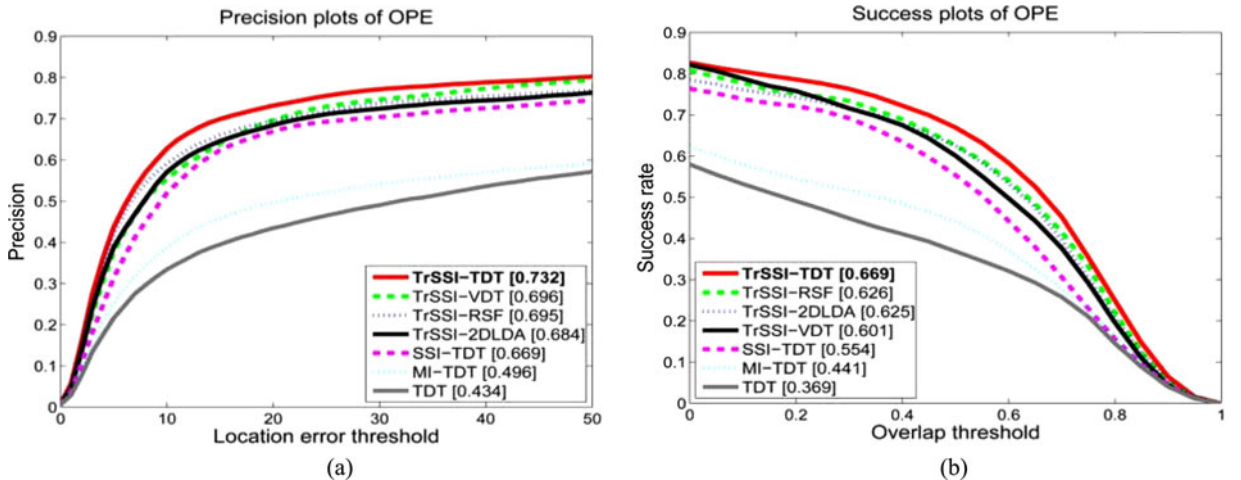 Precision plots of OPE
0.9
0.8
0.7
0.6
0.5
0.4
0.3
0.2
0.1
0
Precision
0 10 20 30 40 50
Location error threshold
TrSSI-TDT [0.732]
TrSSI-VDT [0.696]
TrSSI-RSF [0.695]
TrSSI-2DLDA [0.684]
SSI-TDT [0.669]
MI-TDT [0.496]
TDT [0.434]
(a)
Success plots of OPE
0.9
0.8
0.7
0.6
0.5
0.4
0.3
0.2
0.1
0
Success rate
0 0.2 0.4 0.6 0.8 1
Overlap threshold
TrSSI-TDT [0.669]
TrSSI-RSF [0.626]
TrSSI-2DLDA [0.625]
TrSSI-VDT [0.601]
SSI-TDT [0.554]
MI-TDT [0.441]
TDT [0.369]
(b)